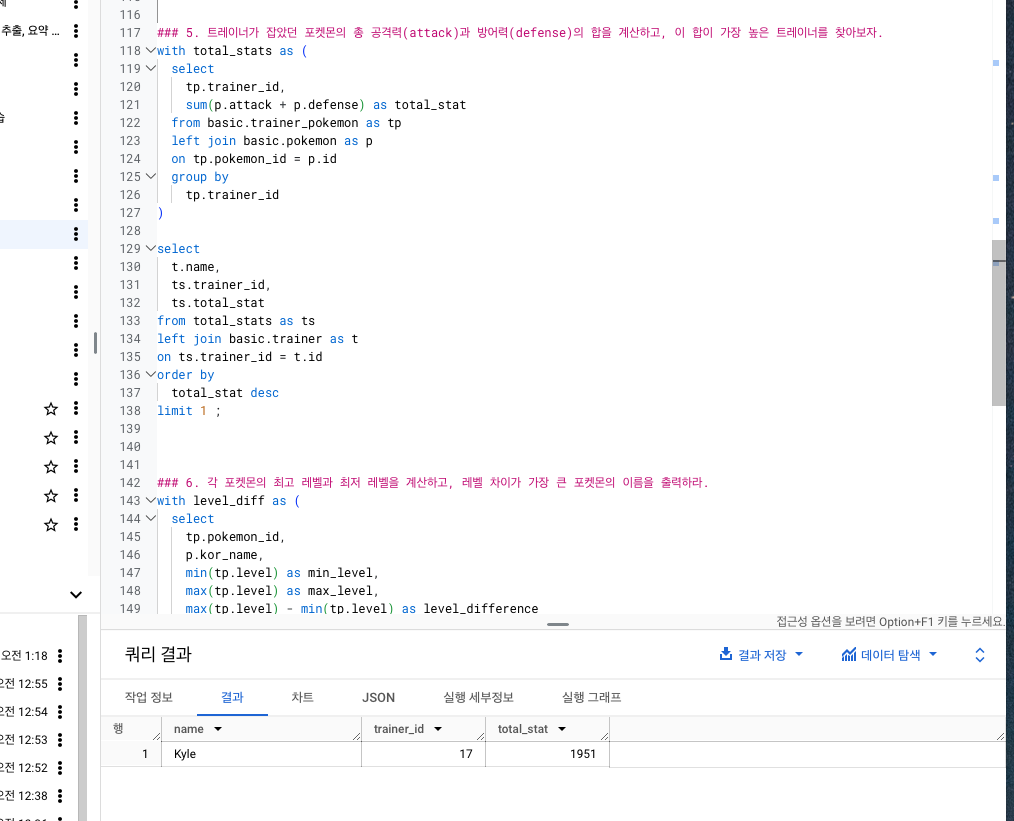 추출, 요약 ...
116
117 ### 5. 트레이너가 잡았던 포켓몬의 총 공격력(attack)과 방어력(defense)의 합을 계산하고, 이 합이 가장 높은 트레이너를 찾아보자.
118 with total_stats as (
119 select
120 tp.trainer_id,
121 sum(p.attack + p.defense) as total_stat
122 from basic.trainer_pokemon as tp
123 left join basic.pokemon as p
124 on tp.pokemon_id = p.id
125 group by
126 tp.trainer_id
127 )
128
129 select
130 t.name,
131 ts.trainer_id,
132 ts.total_stat
133 from total_stats as ts
134 left join basic.trainer as t
135 on ts.trainer_id = t.id
136 order by
137 total_stat desc
138 limit 1 ;
139
140
141
142 ### 6. 각 포켓몬의 최고 레벨과 최저 레벨을 계산하고, 레벨 차이가 가장 큰 포켓몬의 이름을 출력하라.
143 with level_diff as (
144 select
145 tp.pokemon_id,
146 p.kor_name,
147 min(tp.level) as min_level,
148 max(tp.level) as max_level,
149 max(tp.level) - min(tp.level) as level_difference
접근성 옵션을 보려면 Option+F1 키를 누르세요.
쿼리 결과
결과 저장
데이터 탐색
작업 정보 결과 차트 JSON 실행 세부정보 실행 그래프
행 name trainer_id total_stat
1 Kyle 17 1951
오전 1:18
오전 12:55
오전 12:54
오전 12:53
오전 12:52
오전 12:38